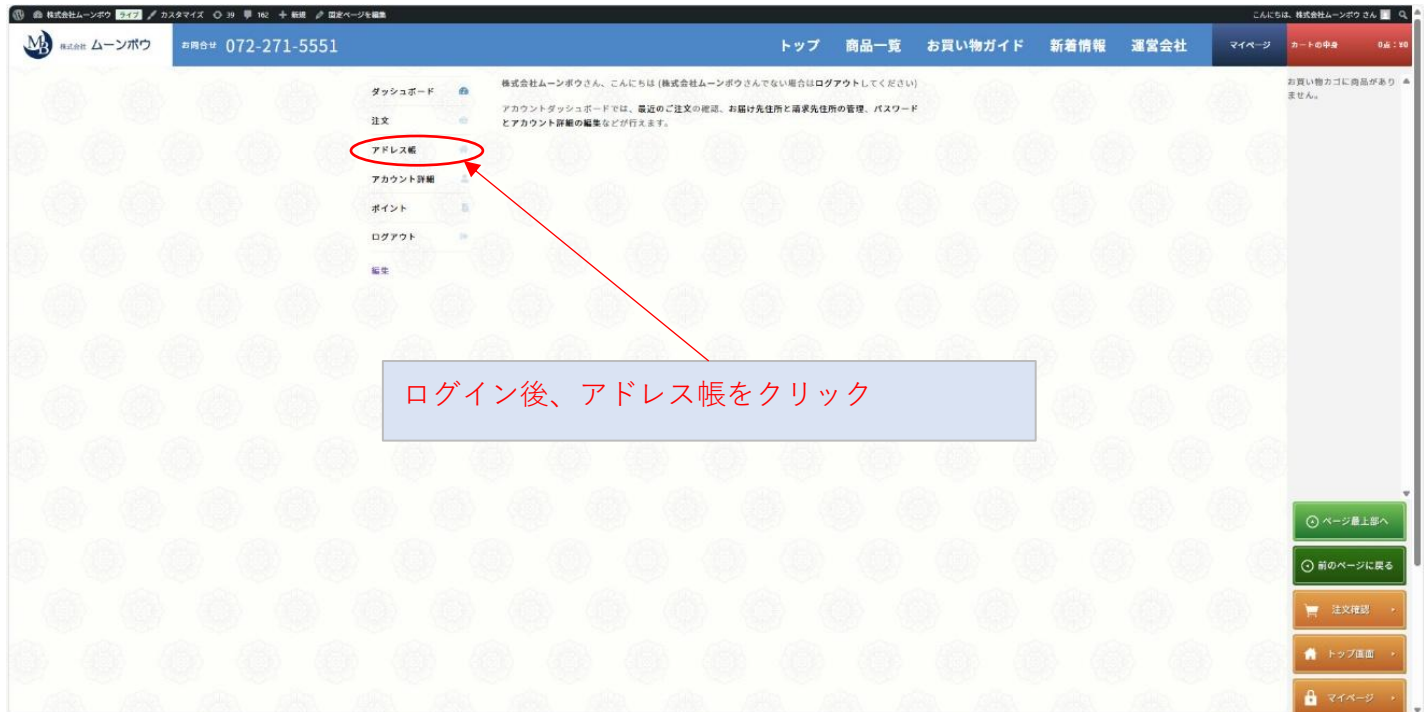 株式会社ムーンボウ ライブ カスタマイズ 39 162 新規 固定ページを編集
こんにちは、株式会社ムーンボウ さん
MB 株式会社 ムーンボウ お問合せ 072-271-5551
トップ 商品一覧 お買い物ガイド 新着情報 運営会社 マイページ カートの中身 0点：¥0
ダッシュボード
注文
アドレス帳
アカウント詳細
ポイント
ログアウト
編集
株式会社ムーンボウさん、こんにちは (株式会社ムーンボウさんでない場合はログアウトしてください)
アカウントダッシュボードでは、最近のご注文の確認、お届け先住所と請求先住所の管理、パスワード
とアカウント詳細の編集などが行えます。
お買い物カゴに商品があり
ません。
ログイン後、アドレス帳をクリック
ページ最上部へ
前のページに戻る
注文確認
トップ画面
マイページ